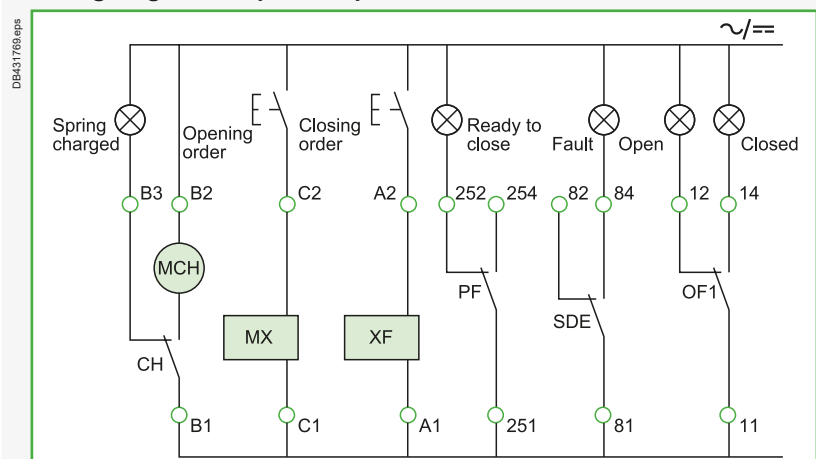 DB431769.eps
Spring
charged
Opening
order
Closing
order
Ready to
close
Fault
Open
Closed
B3
B2
C2
A2
252
254
82
84
12
14
MCH
PF
OF1
SDE
MX
XF
CH
B1
C1
A1
251
81
11